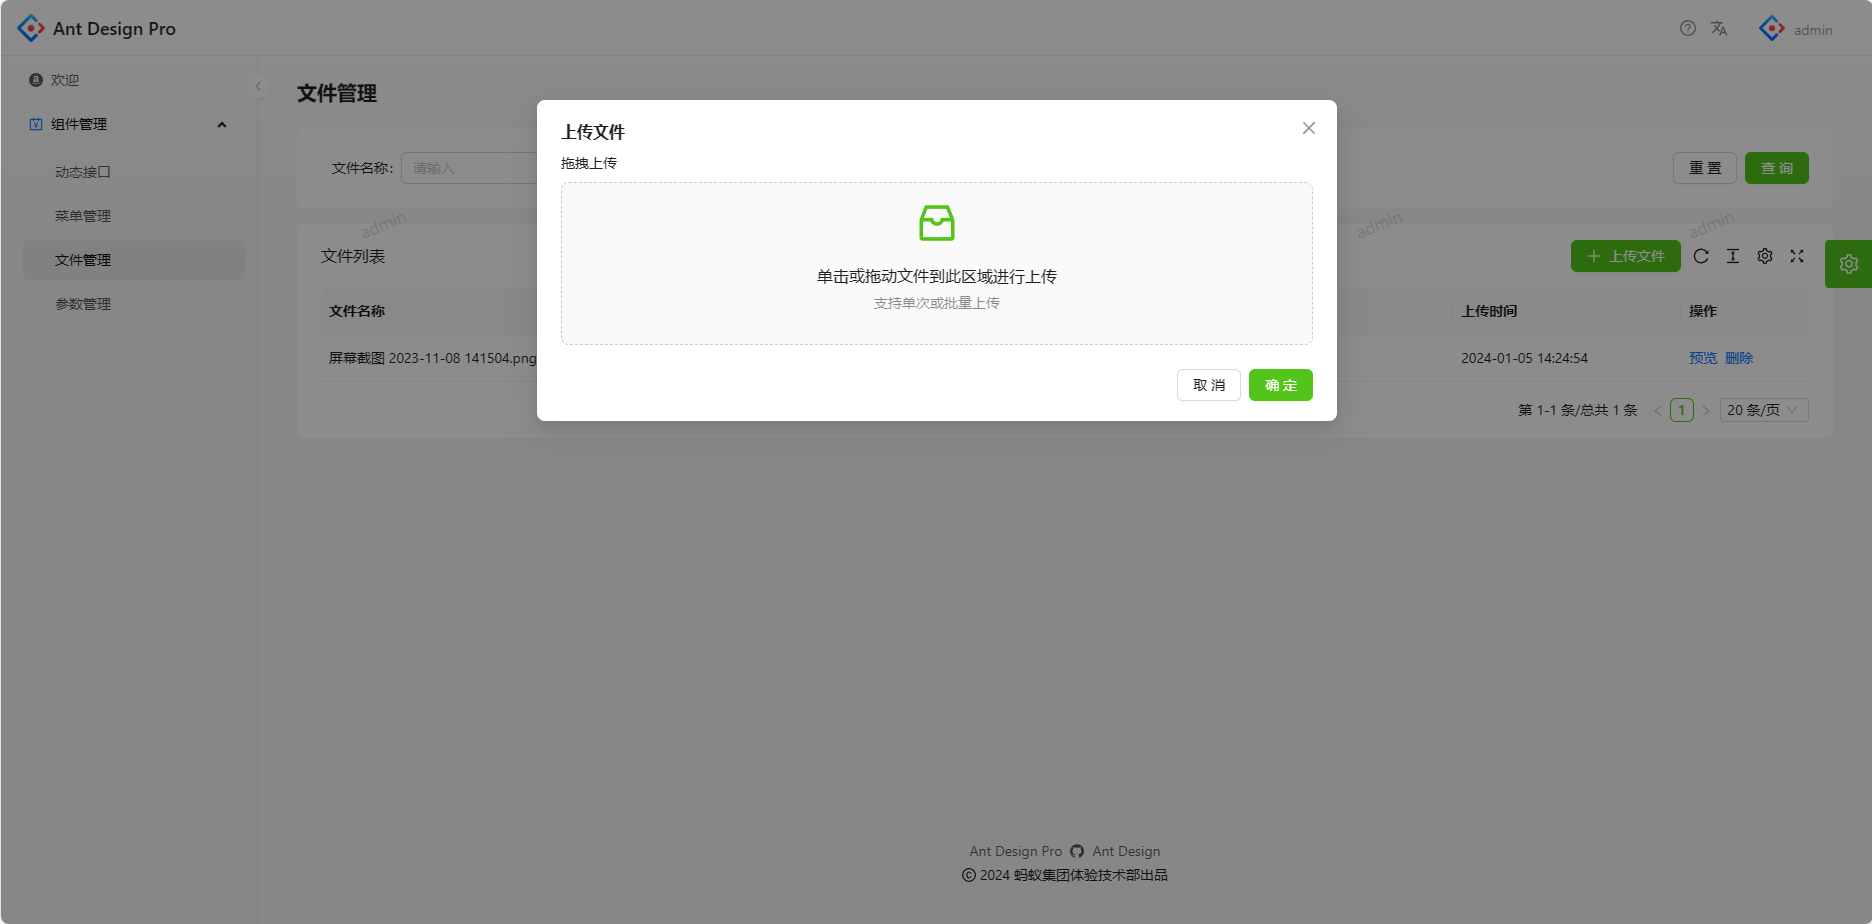 Ant Design Pro
admin
欢迎
组件管理
动态接口
菜单管理
文件管理
参数管理
文件管理
文件名称: 请输入
重 置
查 询
文件列表
上传文件
文件名称
上传时间
操作
屏幕截图 2023-11-08 141504.png
2024-01-05 14:24:54
预览 删除
第 1-1 条/总共 1 条
1
20 条/页
admin
admin
admin
上传文件
拖拽上传
单击或拖动文件到此区域进行上传
支持单次或批量上传
取 消
确 定
Ant Design Pro Ant Design
© 2024 蚂蚁集团体验技术部出品